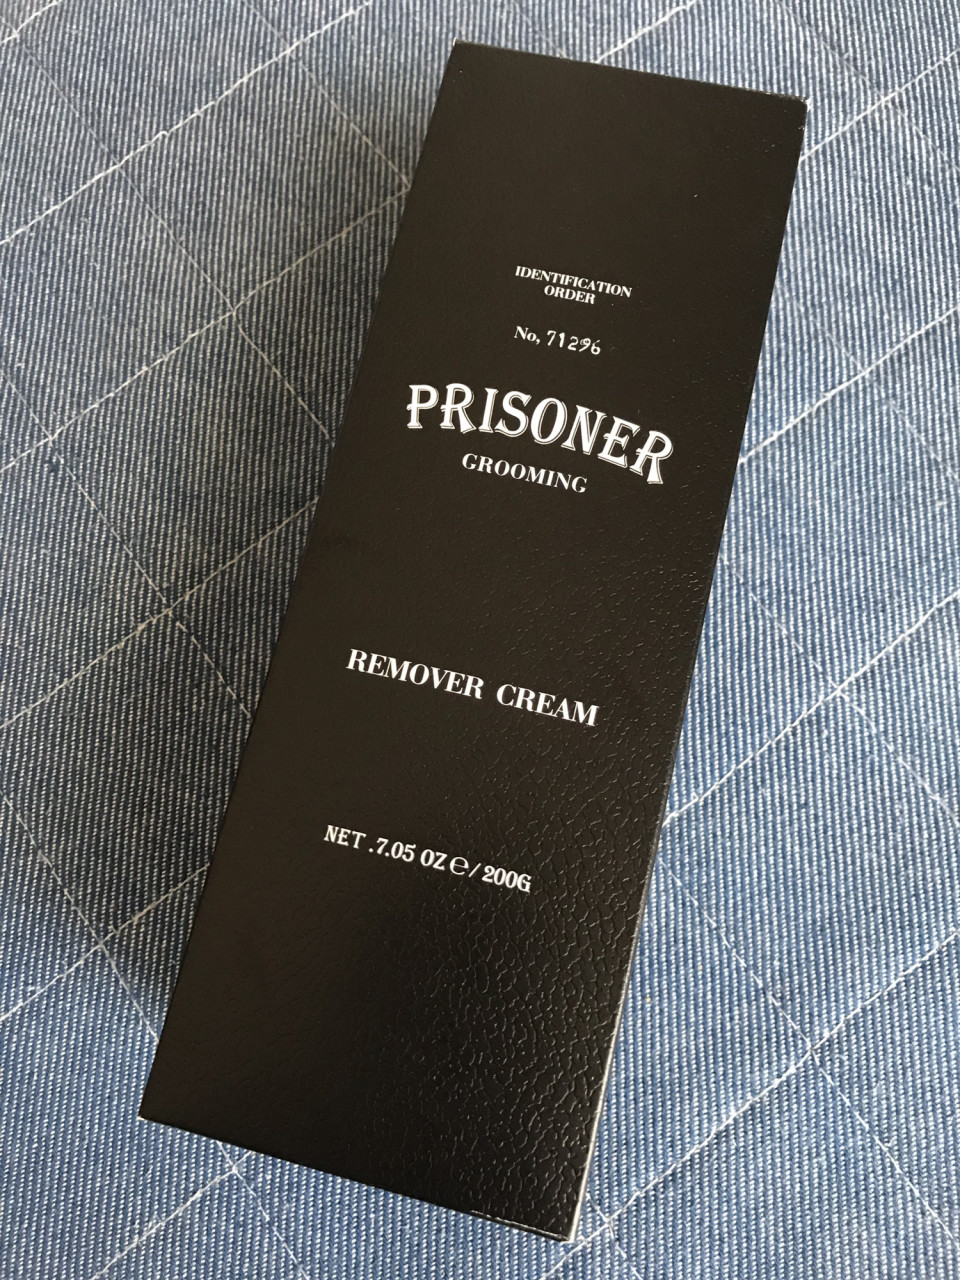 IDENTIFICATION
ORDER
No, 71296
PRISONER
GROOMING
REMOVER CREAM
NET .7.05 OZ ℮ / 200G